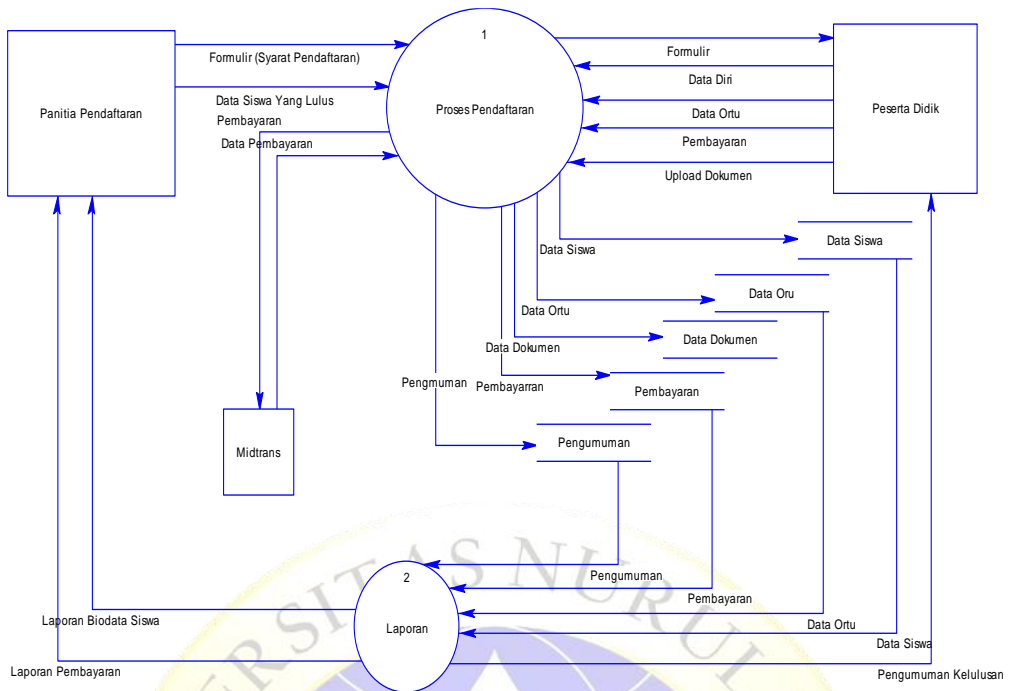 1
Formulir (Syarat Pendaftaran)
Formulir
Data Diri
Panitia Pendaftaran
Data Siswa Yang Lulus
Proses Pendaftaran
Data Ortu
Peserta Didik
Pembayaran
Data Pembayaran
Pembayaran
Upload Dokumen
Data Siswa
Data Siswa
Data Oru
Data Ortu
Data Dokumen
Data Dokumen
Pengmuman
Pembayarran
Pembayaran
Pengumuman
Midtrans
2
Pengumuman
Pembayaran
Laporan Biodata Siswa
Laporan
Data Ortu
Data Siswa
Laporan Pembayaran
Pengumuman Kelulusan
ERSITAS NURUL